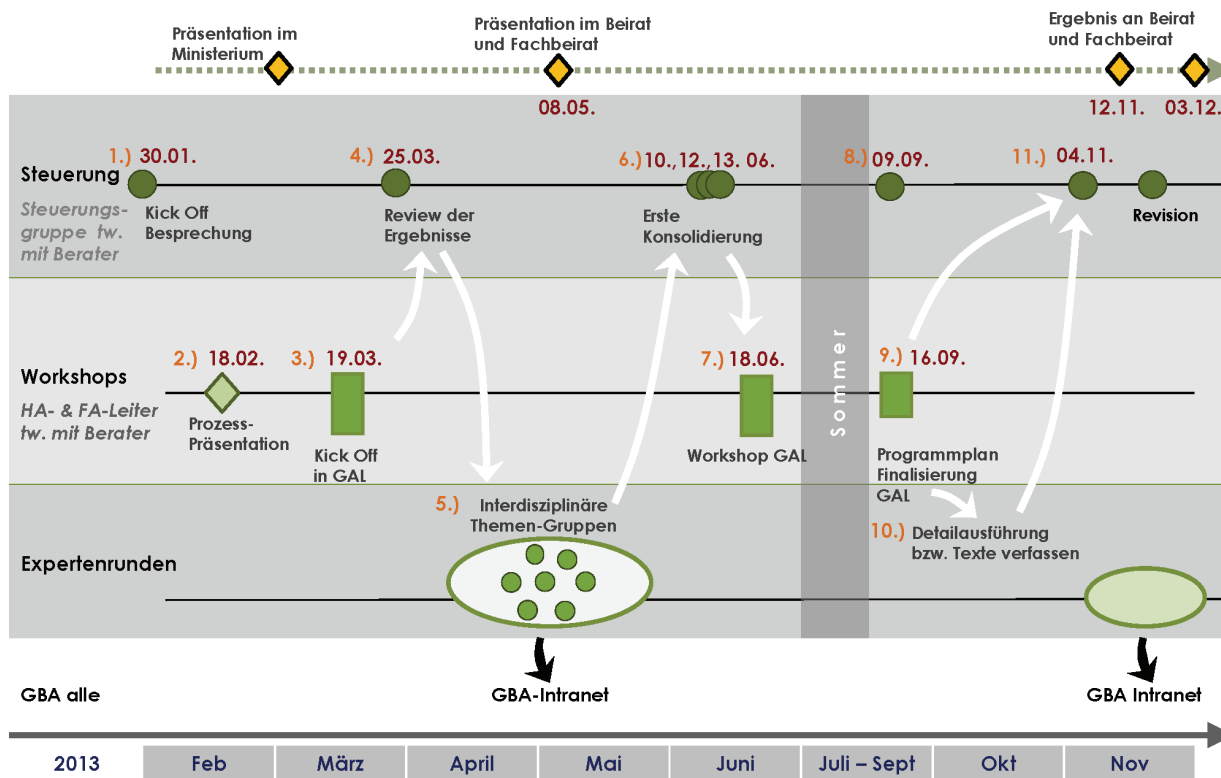 Präsentation im
Ministerium
Präsentation im Beirat
und Fachbeirat
Ergebnis an Beirat
und Fachbeirat
08.05.
12.11.
03.12.
1.) 30.01.
4.) 25.03.
6.) 10., 12., 13. 06.
8.) 09.09.
11.) 04.11.
Steuerung
Steuerungs-
gruppe tw.
mit Berater
Kick Off
Besprechung
Review der
Ergebnisse
Erste
Konsolidierung
Revision
Sommer
2.) 18.02.
3.) 19.03.
7.) 18.06.
9.) 16.09.
Workshops
HA- & FA-Leiter
tw. mit Berater
Prozess-
Präsentation
Kick Off
in GAL
Workshop GAL
Programmplan
Finalisierung
GAL
5.) Interdisziplinäre
Themen-Gruppen
10.) Detailausführung
bzw. Texte verfassen
Expertenrunden
GBA alle
GBA-Intranet
GBA Intranet
2013
Feb
März
April
Mai
Juni
Juli – Sept
Okt
Nov